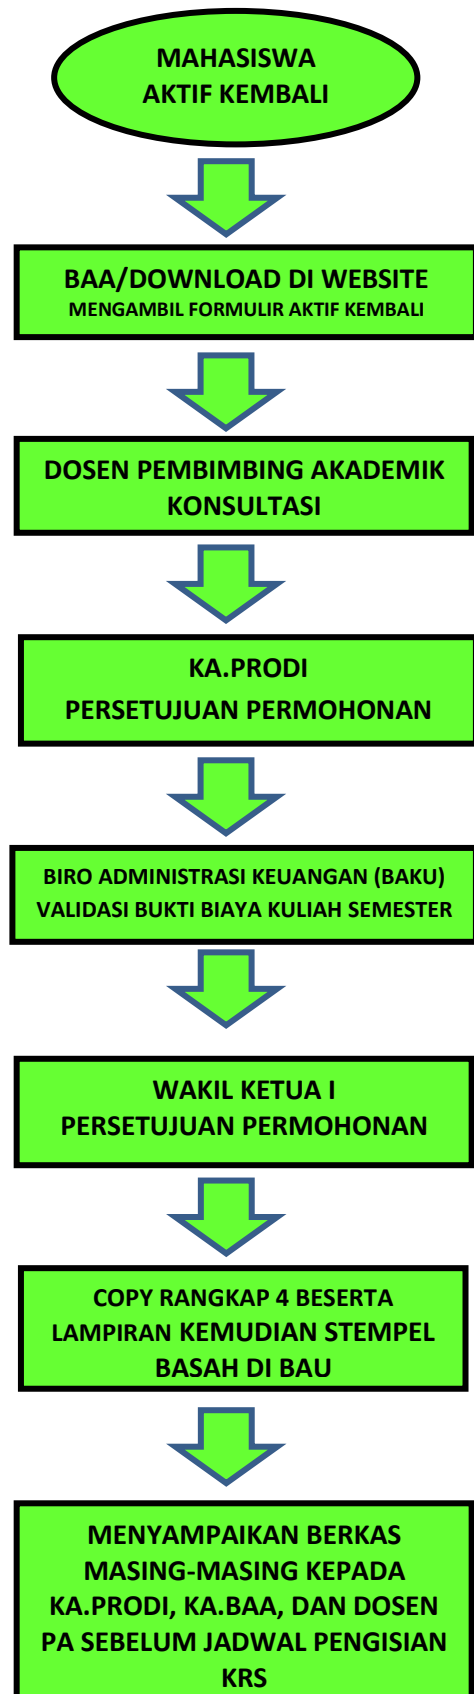 MAHASISWA
AKTIF KEMBALI
BAA/DOWNLOAD DI WEBSITE
MENGAMBIL FORMULIR AKTIF KEMBALI
DOSEN PEMBIMBING AKADEMIK
KONSULTASI
KA.PRODI
PERSETUJUAN PERMOHONAN
BIRO ADMINISTRASI KEUANGAN (BAKU)
VALIDASI BUKTI BIAYA KULIAH SEMESTER
WAKIL KETUA I
PERSETUJUAN PERMOHONAN
COPY RANGKAP 4 BESERTA
LAMPIRAN KEMUDIAN STEMPEL
BASAH DI BAU
MENYAMPAIKAN BERKAS
MASING-MASING KEPADA
KA.PRODI, KA.BAA, DAN DOSEN
PA SEBELUM JADWAL PENGISIAN
KRS